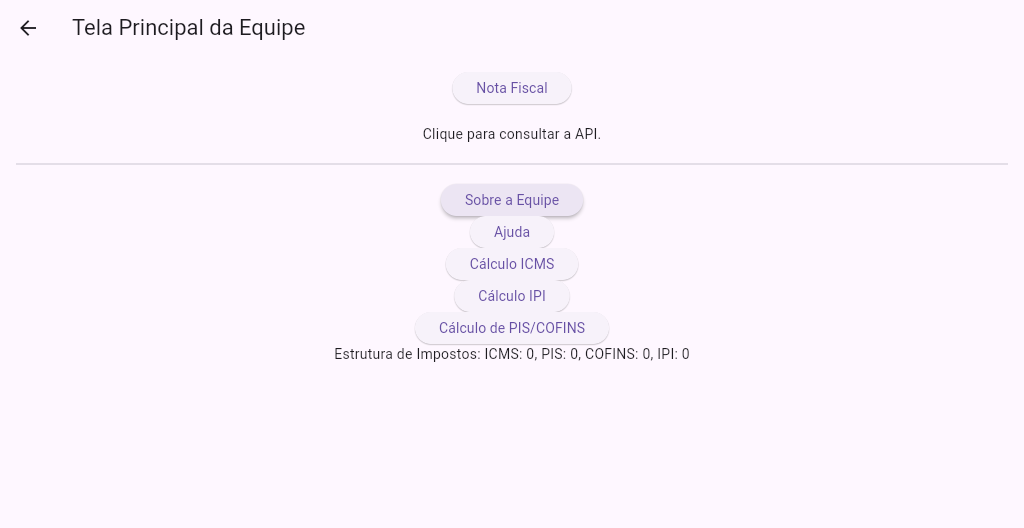 Tela Principal da Equipe
Nota Fiscal
Clique para consultar a API.
Sobre a Equipe
Ajuda
Cálculo ICMS
Cálculo IPI
Cálculo de PIS/COFINS
Estrutura de Impostos: ICMS: 0, PIS: 0, COFINS: 0, IPI: 0